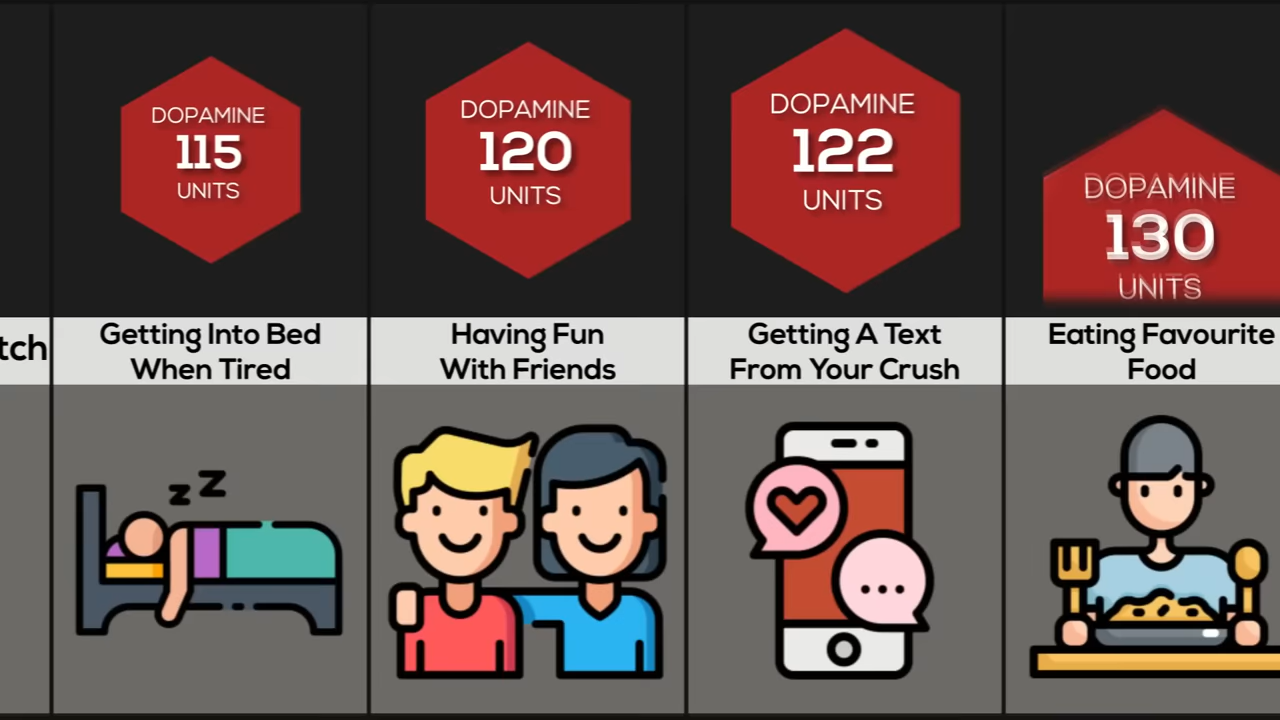 tch
DOPAMINE
115
UNITS
Getting Into Bed
When Tired
z z
DOPAMINE
120
UNITS
Having Fun
With Friends
DOPAMINE
122
UNITS
Getting A Text
From Your Crush
DOPAMINE
130
UNITS
Eating Favourite
Food